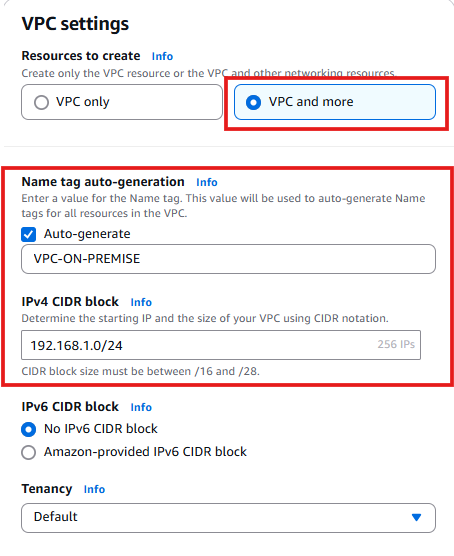 VPC settings
Resources to create Info
Create only the VPC resource or the VPC and other networking resources.
VPC only
VPC and more
Name tag auto-generation Info
Enter a value for the Name tag. This value will be used to auto-generate Name
tags for all resources in the VPC.
Auto-generate
VPC-ON-PREMISE
IPv4 CIDR block Info
Determine the starting IP and the size of your VPC using CIDR notation.
192.168.1.0/24 256 IPs
CIDR block size must be between /16 and /28.
IPv6 CIDR block Info
No IPv6 CIDR block
Amazon-provided IPv6 CIDR block
Tenancy Info
Default